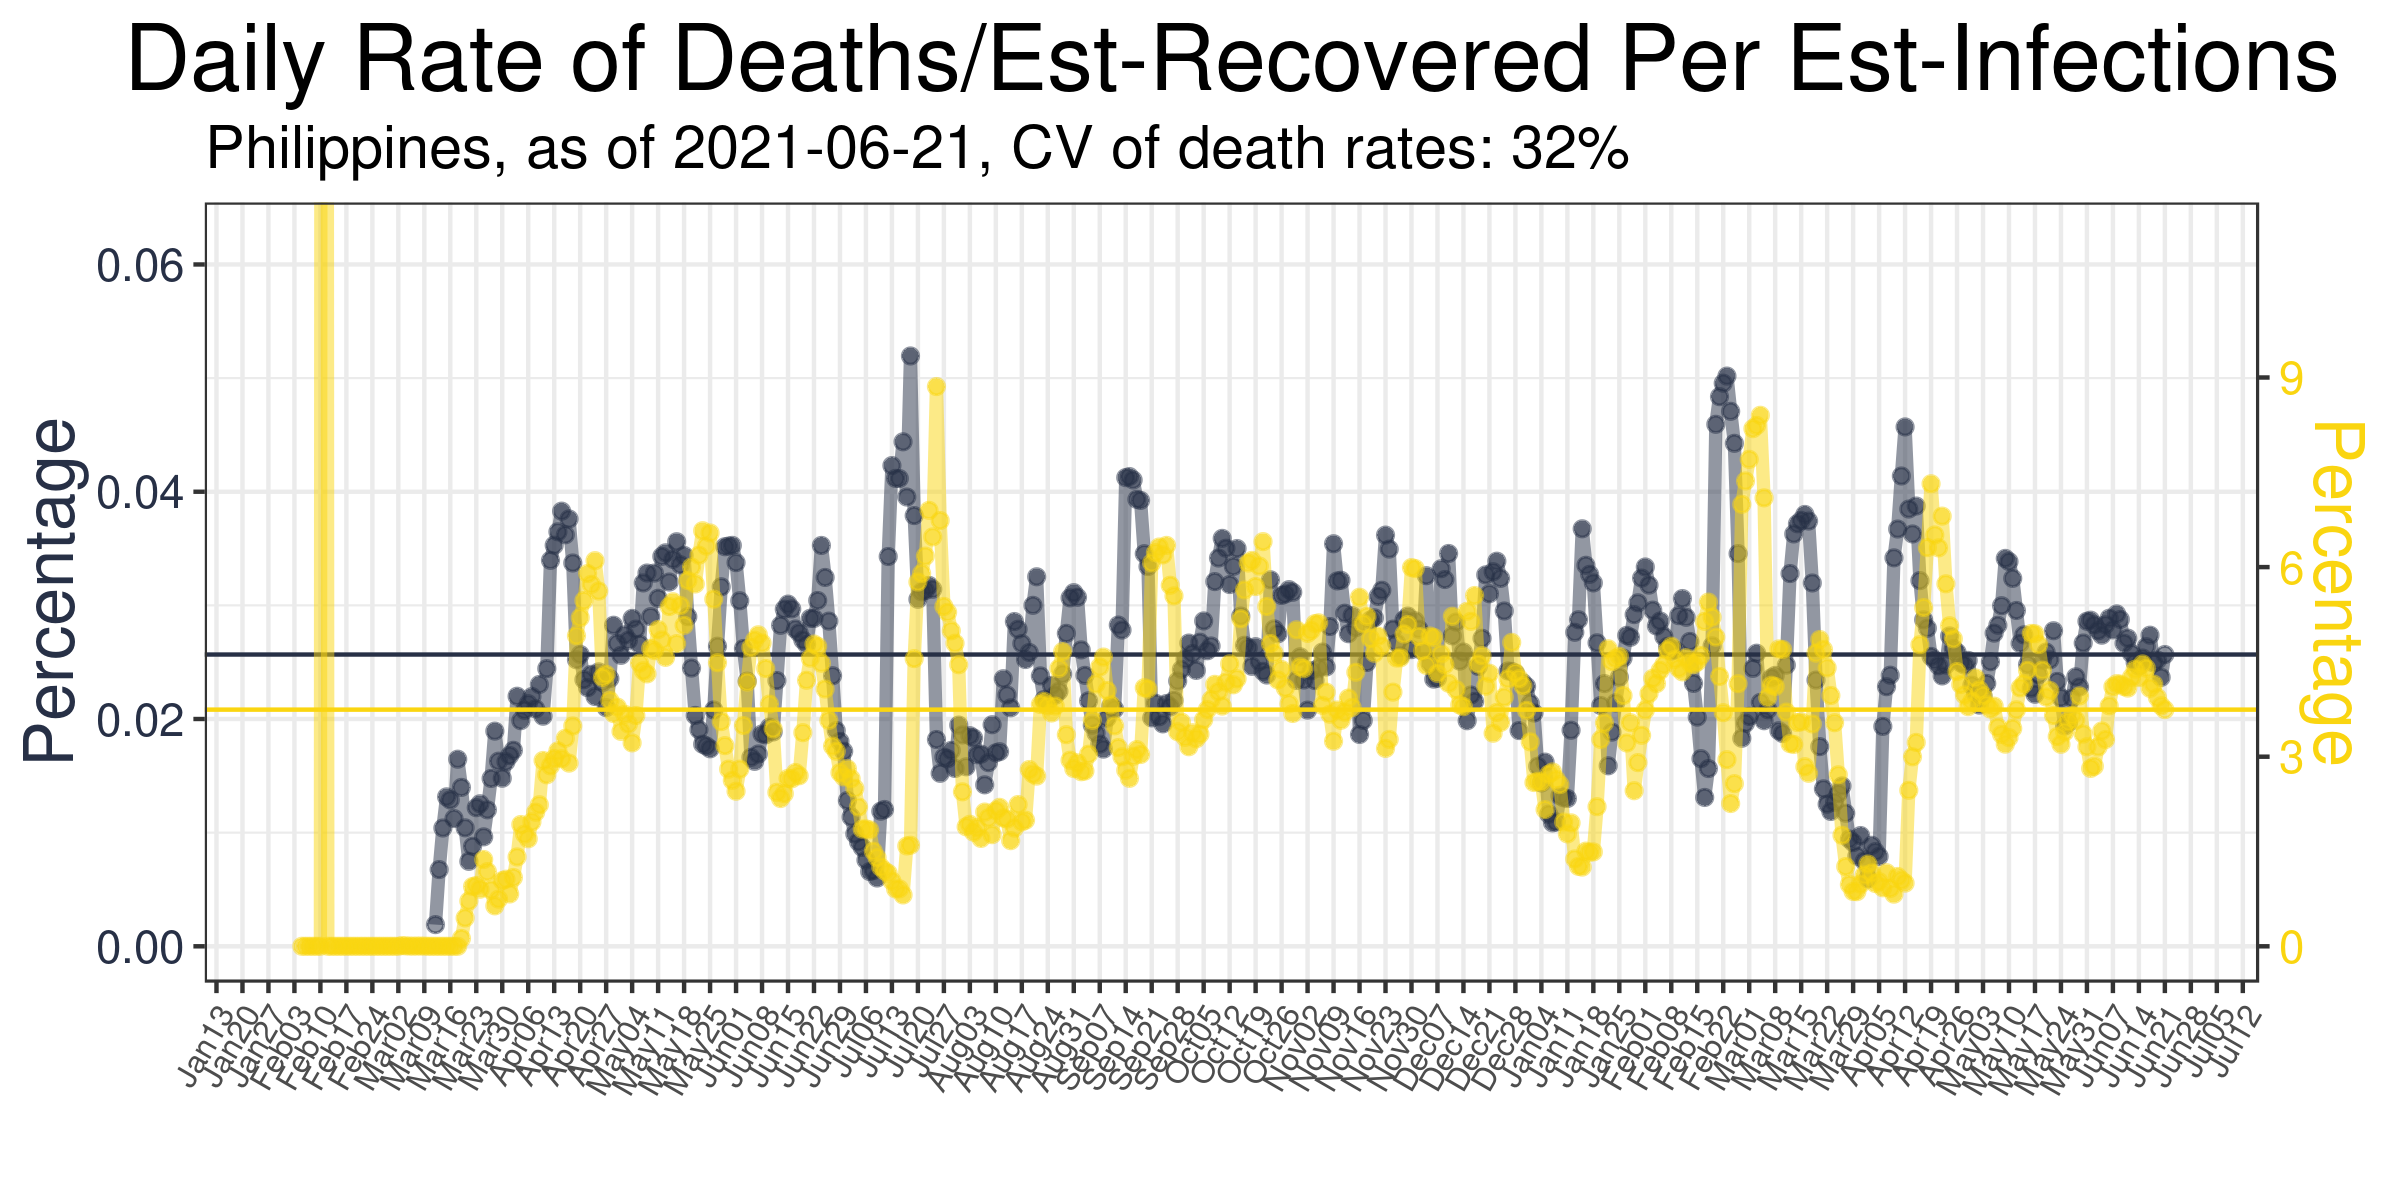 Daily Rate of Deaths/Est-Recovered Per Est-Infections
Philippines, as of 2021-06-21, CV of death rates: 32%
Percentage
0.06
0.04
0.02
0.00
9
6
3
0
Percentage
Jan13
Jan20
Jan27
Feb03
Feb10
Feb17
Feb24
Mar02
Mar09
Mar16
Mar23
Mar30
Apr06
Apr13
Apr20
Apr27
May04
May11
May18
May25
Jun01
Jun08
Jun15
Jun22
Jun29
Jul06
Jul13
Jul20
Jul27
Aug03
Aug10
Aug17
Aug24
Aug31
Sep07
Sep14
Sep21
Sep28
Oct05
Oct12
Oct19
Oct26
Nov02
Nov09
Nov16
Nov23
Nov30
Dec07
Dec14
Dec21
Dec28
Jan04
Jan11
Jan18
Jan25
Feb01
Feb08
Feb15
Feb22
Mar01
Mar08
Mar15
Mar22
Mar29
Apr05
Apr12
Apr19
Apr26
May03
May10
May17
May24
May31
Jun07
Jun14
Jun21
Jun28
Jul05
Jul12